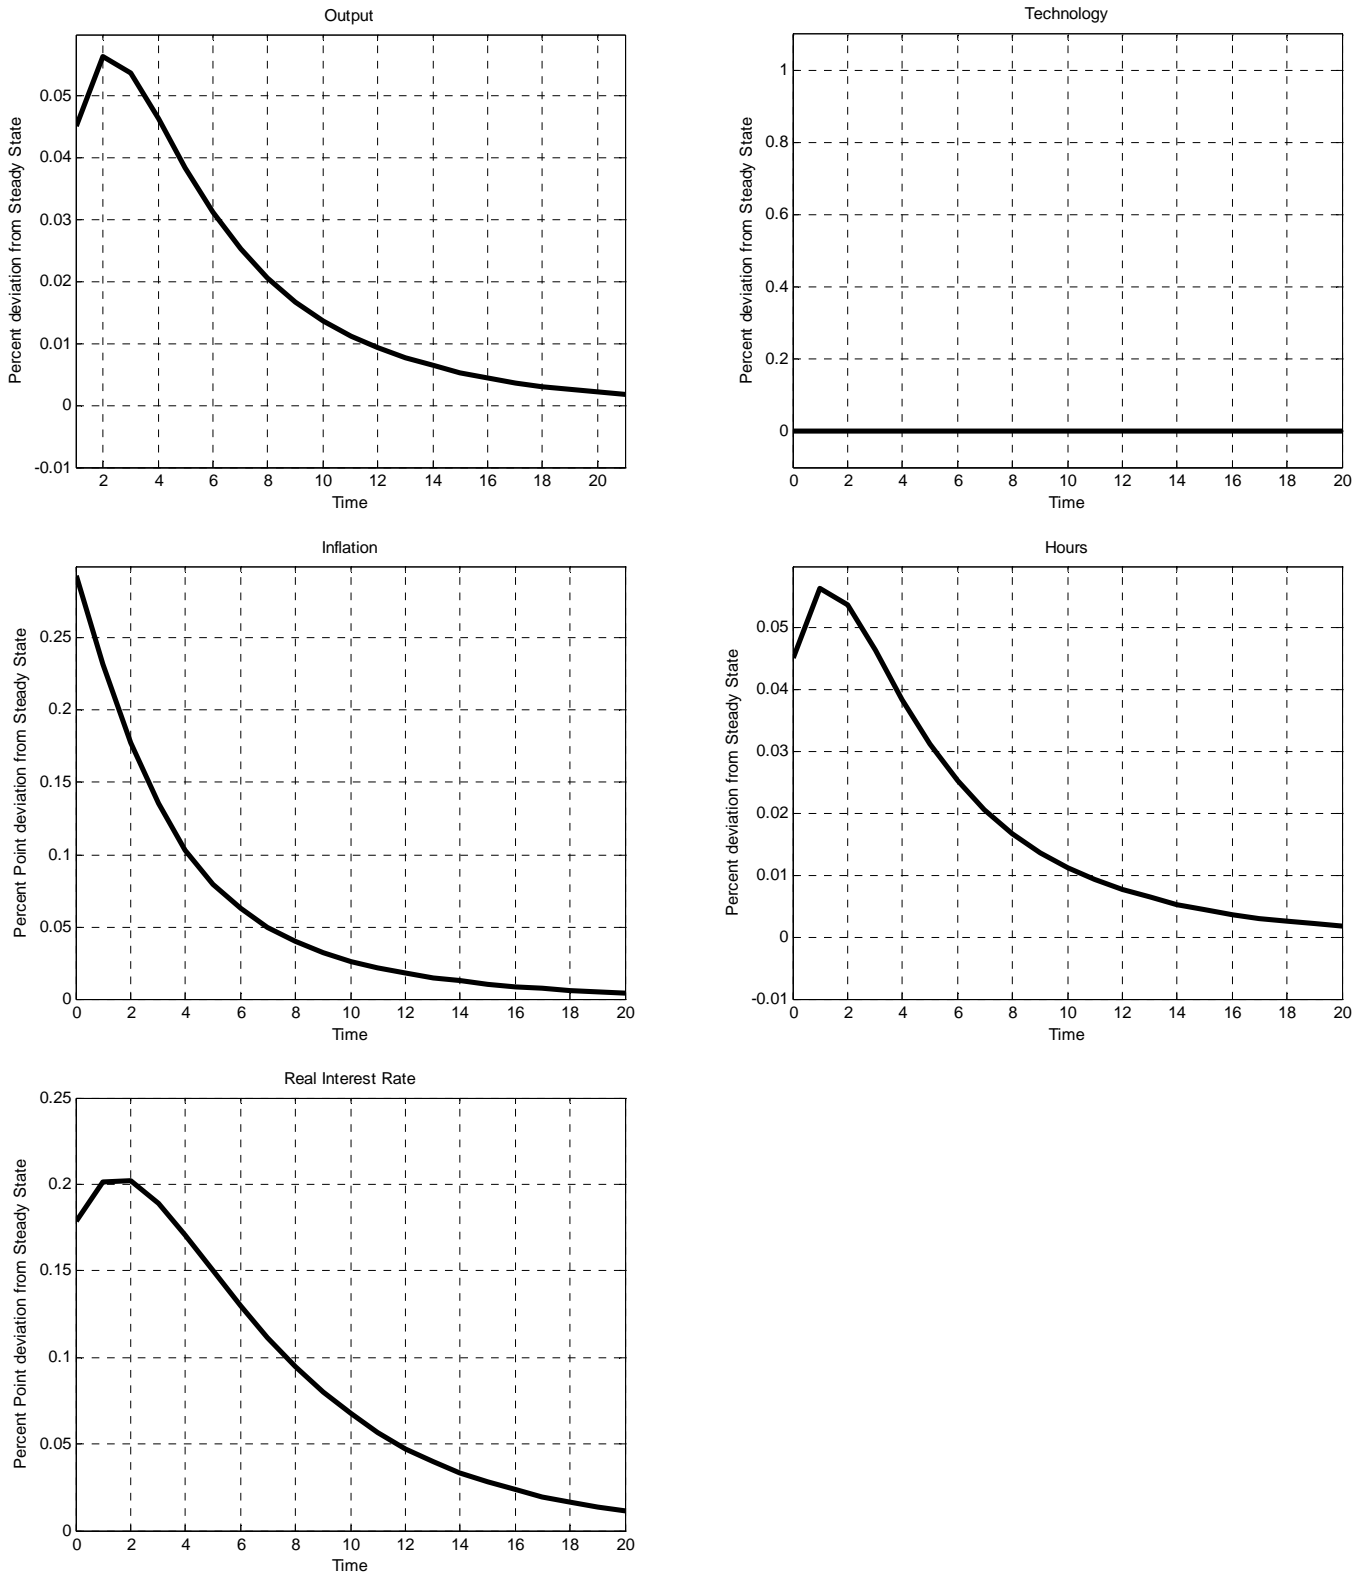 Output
Percent deviation from Steady State
0.05
0.04
0.03
0.02
0.01
0
-0.01
2 4 6 8 10 12 14 16 18 20
Time
Technology
Percent deviation from Steady State
1
0.8
0.6
0.4
0.2
0
0 2 4 6 8 10 12 14 16 18 20
Time
Inflation
Percent Point deviation from Steady State
0.25
0.2
0.15
0.1
0.05
0
0 2 4 6 8 10 12 14 16 18 20
Time
Hours
Percent deviation from Steady State
0.05
0.04
0.03
0.02
0.01
0
-0.01
0 2 4 6 8 10 12 14 16 18 20
Time
Real Interest Rate
Percent Point deviation from Steady State
0.25
0.2
0.15
0.1
0.05
0
0 2 4 6 8 10 12 14 16 18 20
Time